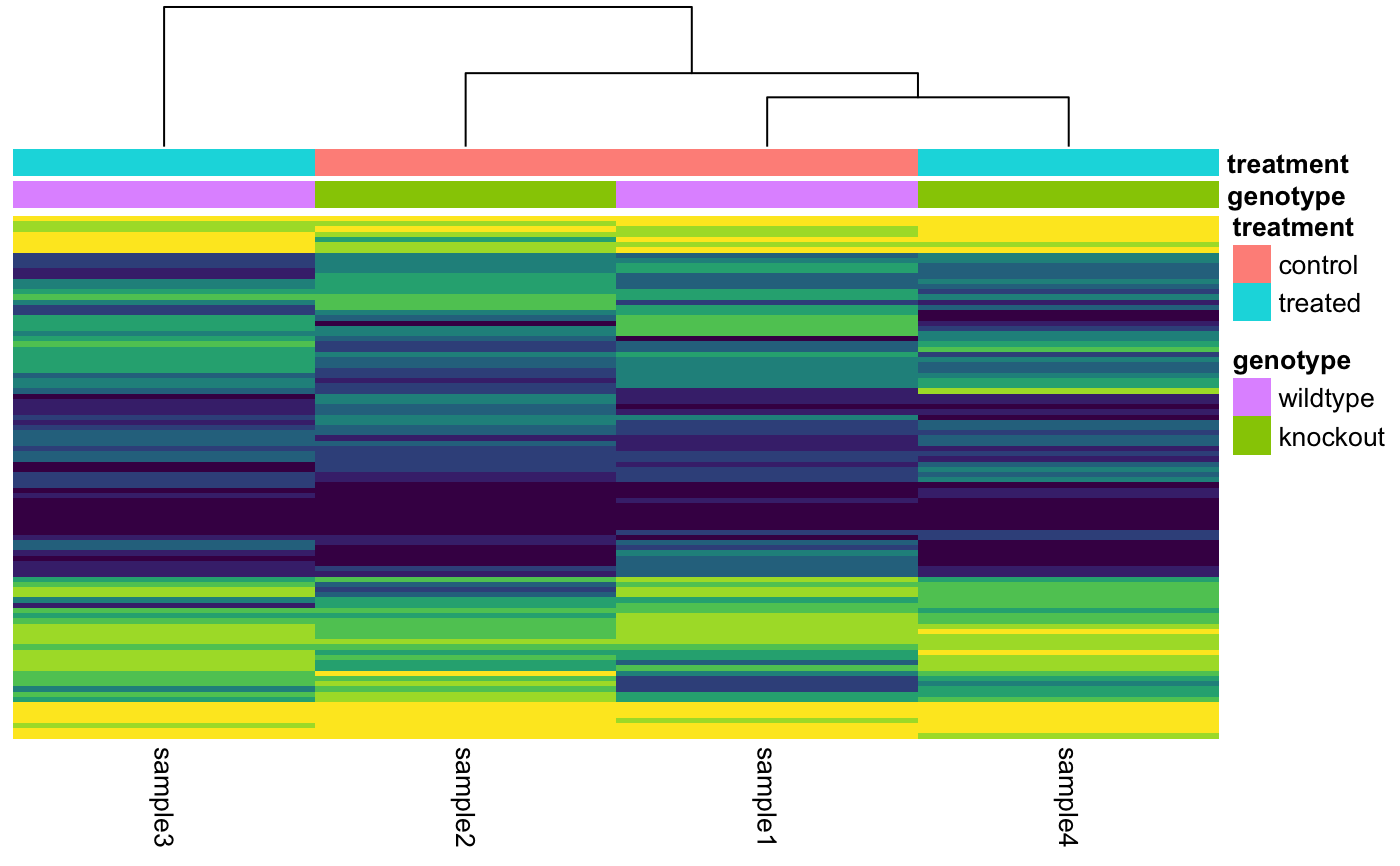 treatment
genotype
treatment
control
treated
genotype
wildtype
knockout
sample3
sample2
sample1
sample4